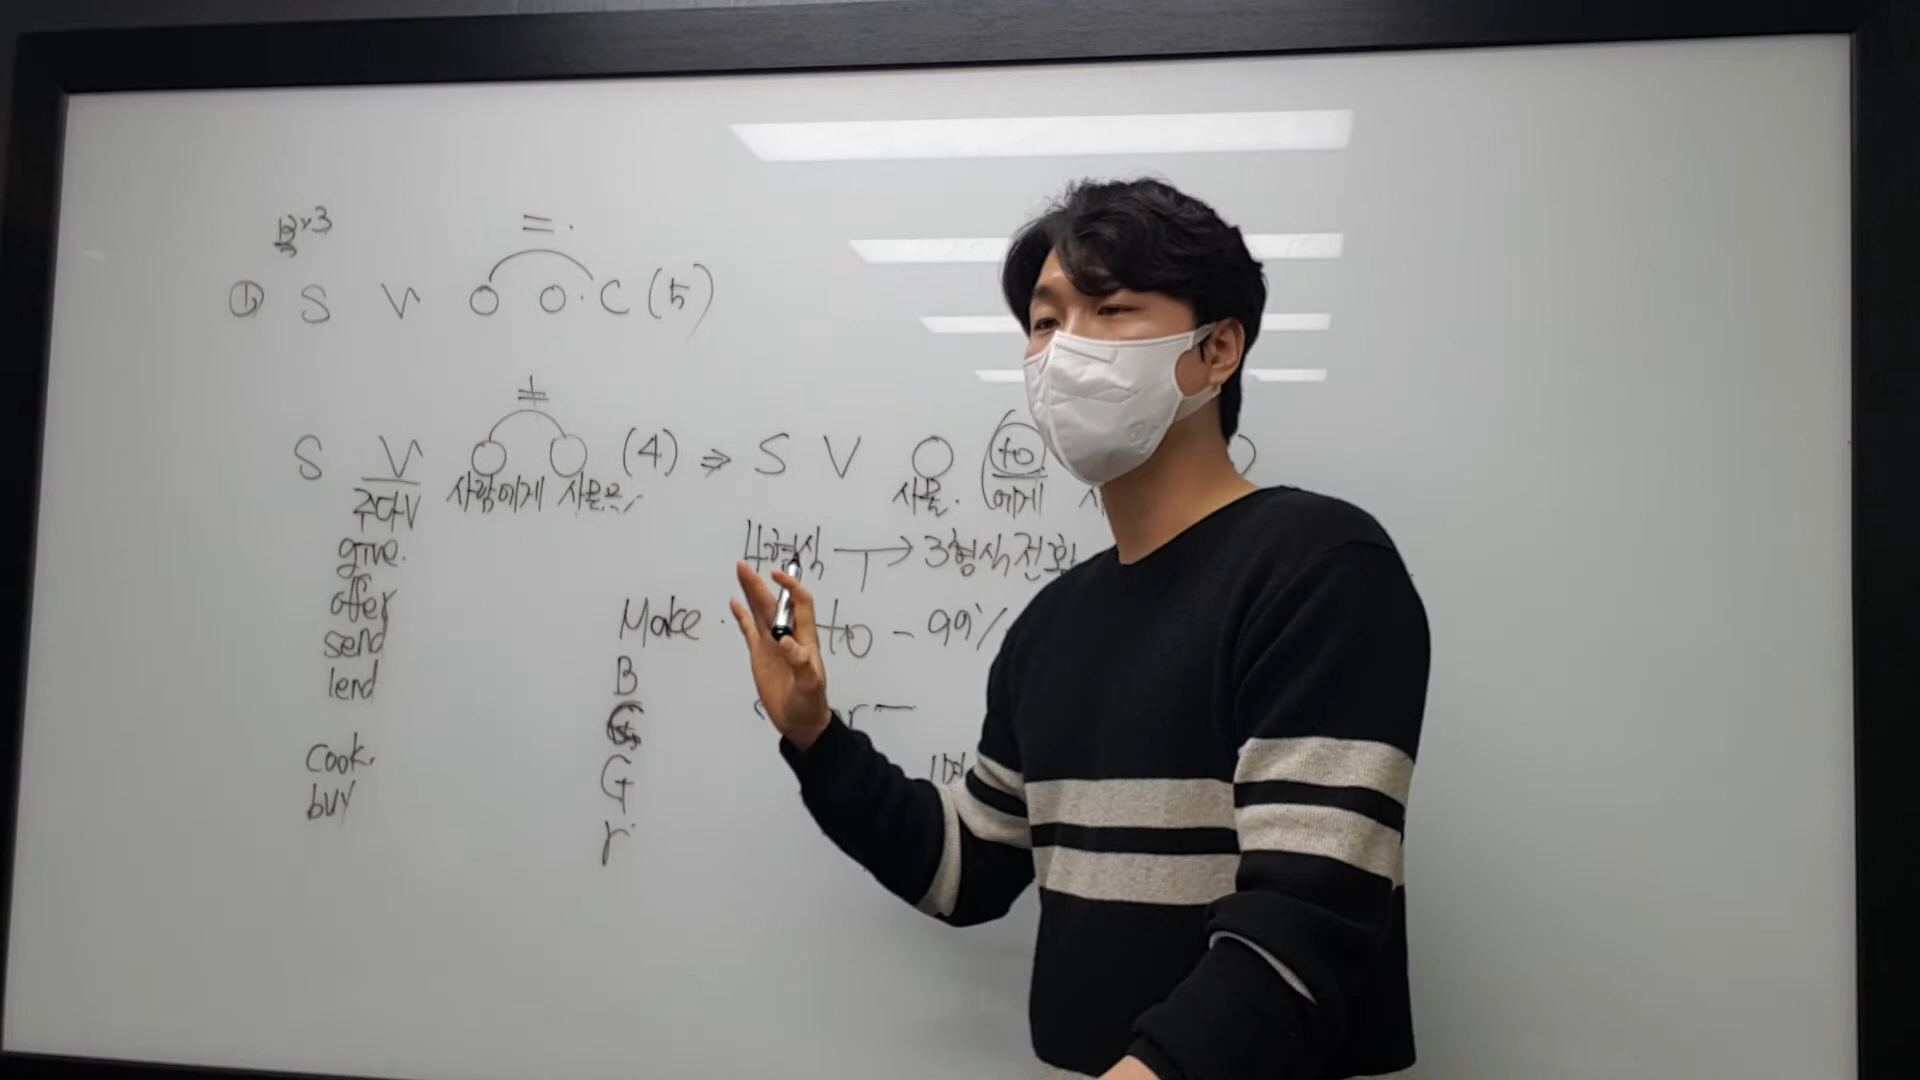 ① S V O O·C (5)
=
≠
S V O O (4) ⇒ S V O (to
주다V 사람에게 사물을 사물. 에게
give. 4형식 → 3형식 전환
offer Make to - 99%
send B
lend
cook. G
buy r